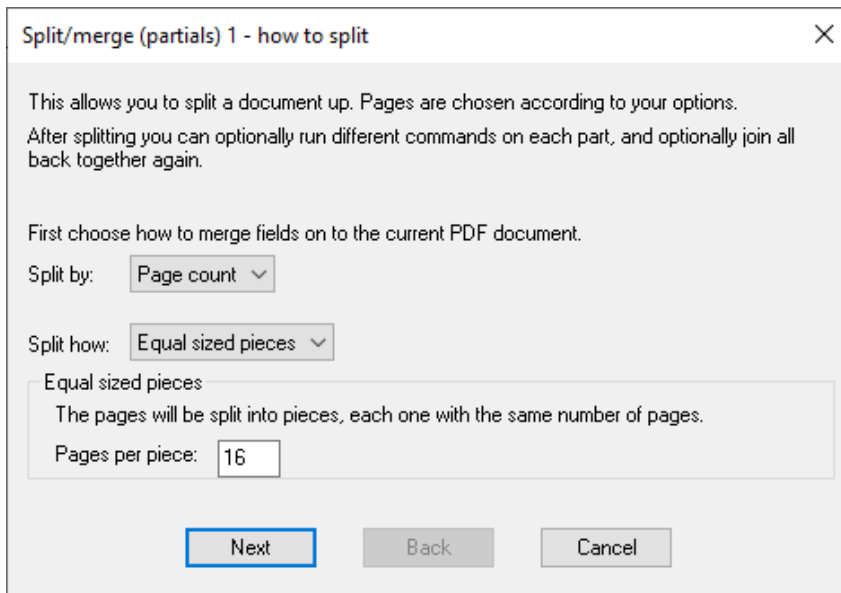 Split/merge (partials) 1 - how to split
This allows you to split a document up. Pages are chosen according to your options.
After splitting you can optionally run different commands on each part, and optionally join all
back together again.
First choose how to merge fields on to the current PDF document.
Split by: Page count
Split how: Equal sized pieces
Equal sized pieces
The pages will be split into pieces, each one with the same number of pages.
Pages per piece: 16
Next Back Cancel